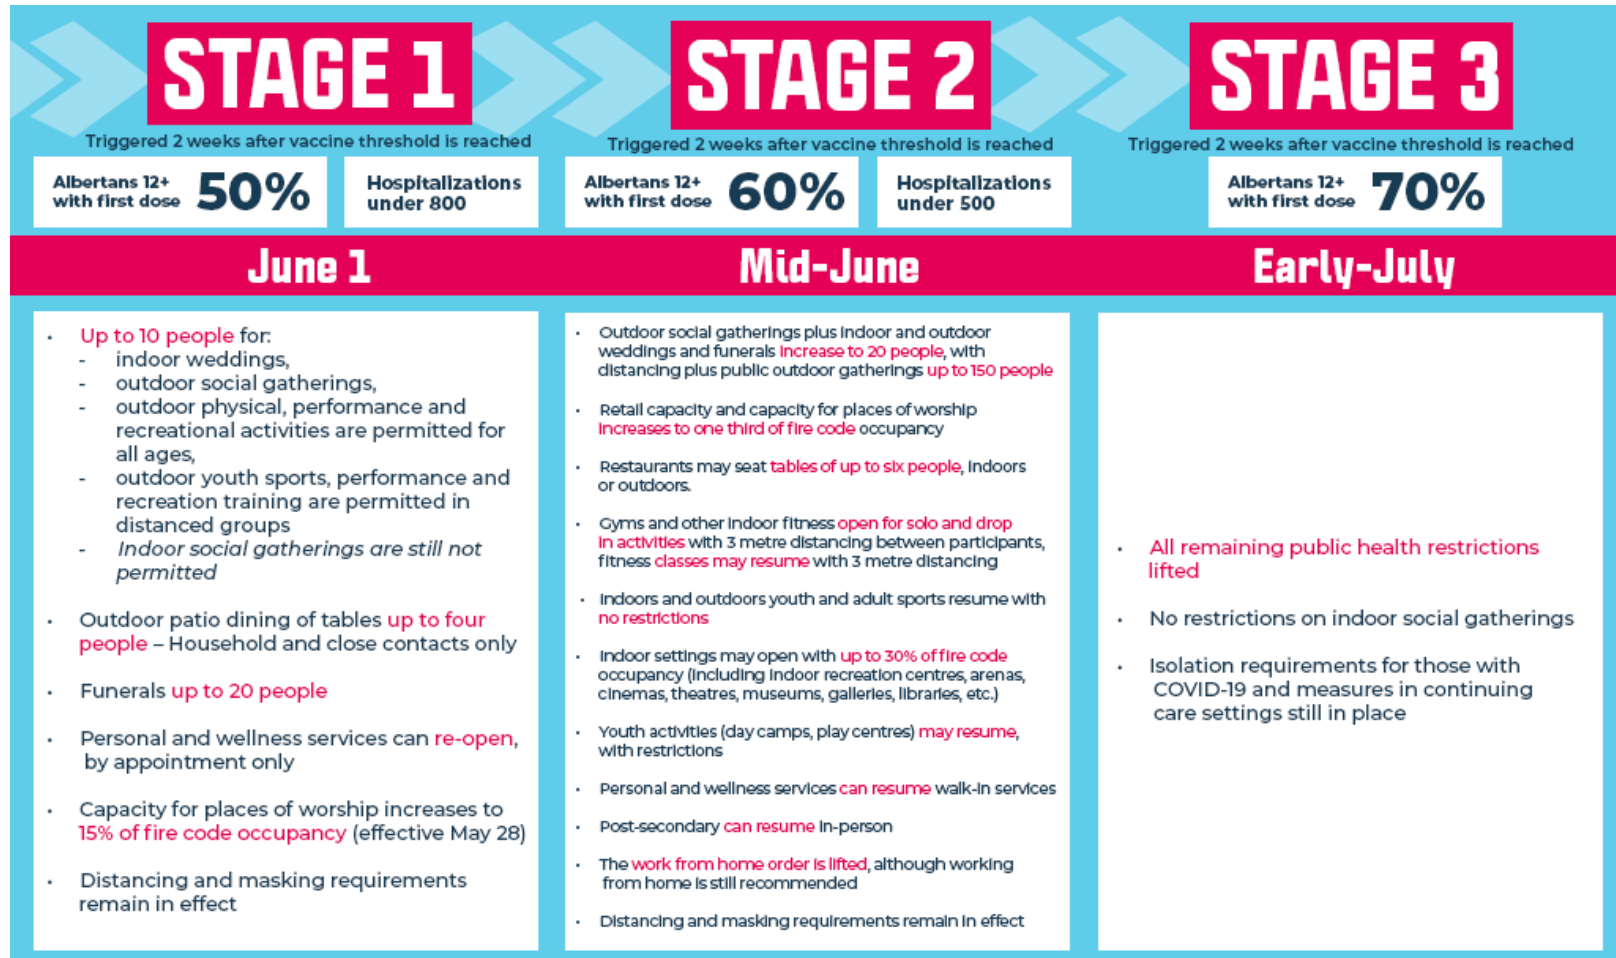 STAGE 1
Triggered 2 weeks after vaccine threshold is reached
Albertans 12+
with first dose
50%
Hospitalizations
under 800
June 1
• Up to 10 people for:
- indoor weddings,
- outdoor social gatherings,
- outdoor physical, performance and
recreational activities are permitted for
all ages,
- outdoor youth sports, performance and
recreation training are permitted in
distanced groups
- Indoor social gatherings are still not
permitted
• Outdoor patio dining of tables up to four
people – Household and close contacts only
• Funerals up to 20 people
• Personal and wellness services can re-open,
by appointment only
• Capacity for places of worship increases to
15% of fire code occupancy (effective May 28)
• Distancing and masking requirements
remain in effect
STAGE 2
Triggered 2 weeks after vaccine threshold is reached
Albertans 12+
with first dose
60%
Hospitalizations
under 500
Mid-June
• Outdoor social gatherings plus indoor and outdoor
weddings and funerals increase to 20 people, with
distancing plus public outdoor gatherings up to 150 people
• Retail capacity and capacity for places of worship
increases to one third of fire code occupancy
• Restaurants may seat tables of up to six people, indoors
or outdoors.
• Gyms and other indoor fitness open for solo and drop
in activities with 3 metre distancing between participants,
fitness classes may resume with 3 metre distancing
• Indoors and outdoors youth and adult sports resume with
no restrictions
• Indoor settings may open with up to 30% of fire code
occupancy (including indoor recreation centres, arenas,
cinemas, theatres, museums, galleries, libraries, etc.)
• Youth activities (day camps, play centres) may resume,
with restrictions
• Personal and wellness services can resume walk-in services
• Post-secondary can resume in-person
• The work from home order is lifted, although working
from home is still recommended
• Distancing and masking requirements remain in effect
STAGE 3
Triggered 2 weeks after vaccine threshold is reached
Albertans 12+
with first dose
70%
Early-July
• All remaining public health restrictions
lifted
• No restrictions on indoor social gatherings
• Isolation requirements for those with
COVID-19 and measures in continuing
care settings still in place